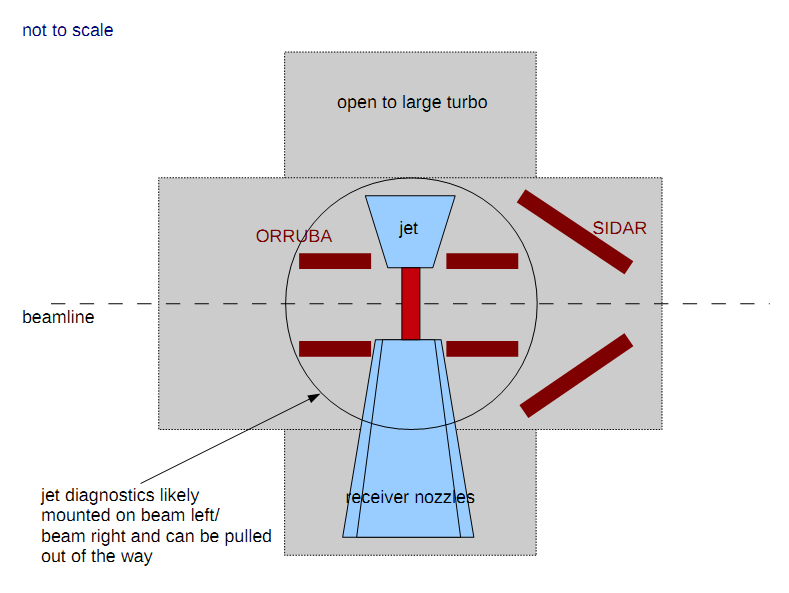 not to scale
open to large turbo
jet
ORRUBA
SIDAR
beamline
receiver nozzles
jet diagnostics likely
mounted on beam left/
beam right and can be pulled
out of the way